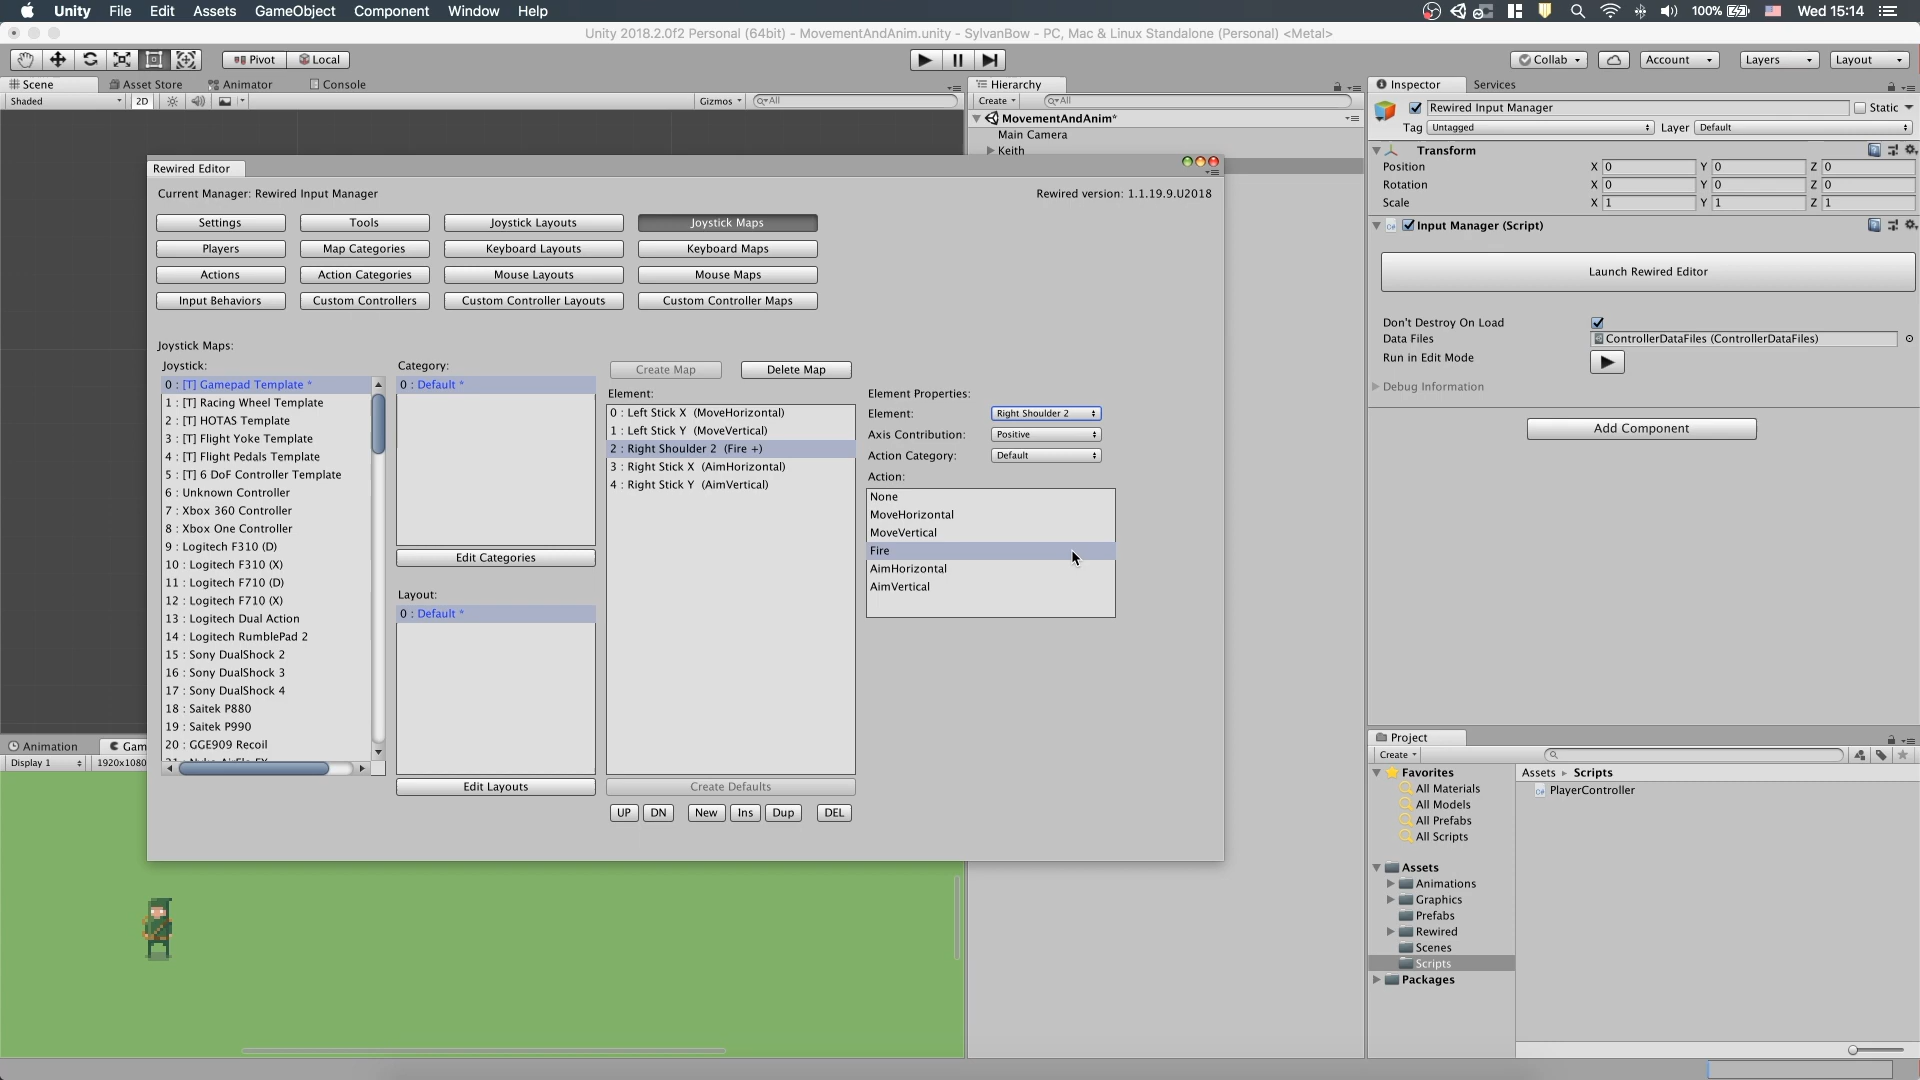 Unity File Edit Assets GameObject Component Window Help
100% Wed 15:14
Unity 2018.2.0f2 Personal (64bit) - MovementAndAnim.unity - SylvanBow - PC, Mac & Linux Standalone (Personal) <Metal>
Pivot Local
Collab Account Layers Layout
Scene Asset Store Animator Console
Shaded 2D Gizmos All
Hierarchy
Create All
MovementAndAnim*
Main Camera
Keith
Rewired Editor
Current Manager: Rewired Input Manager
Rewired version: 1.1.19.9.U2018
Settings Tools Joystick Layouts Joystick Maps
Players Map Categories Keyboard Layouts Keyboard Maps
Actions Action Categories Mouse Layouts Mouse Maps
Input Behaviors Custom Controllers Custom Controller Layouts Custom Controller Maps
Joystick Maps:
Joystick:
0 : [T] Gamepad Template *
1 : [T] Racing Wheel Template
2 : [T] HOTAS Template
3 : [T] Flight Yoke Template
4 : [T] Flight Pedals Template
5 : [T] 6 DoF Controller Template
6 : Unknown Controller
7 : Xbox 360 Controller
8 : Xbox One Controller
9 : Logitech F310 (D)
10 : Logitech F310 (X)
11 : Logitech F710 (D)
12 : Logitech F710 (X)
13 : Logitech Dual Action
14 : Logitech RumblePad 2
15 : Sony DualShock 2
16 : Sony DualShock 3
17 : Sony DualShock 4
18 : Saitek P880
19 : Saitek P990
20 : GGE909 Recoil
Category:
0 : Default *
Edit Categories
Layout:
0 : Default *
Edit Layouts
Create Map Delete Map
Element:
0 : Left Stick X (MoveHorizontal)
1 : Left Stick Y (MoveVertical)
2 : Right Shoulder 2 (Fire +)
3 : Right Stick X (AimHorizontal)
4 : Right Stick Y (AimVertical)
Create Defaults
UP DN New Ins Dup DEL
Element Properties:
Element: Right Shoulder 2
Axis Contribution: Positive
Action Category: Default
Action:
None
MoveHorizontal
MoveVertical
Fire
AimHorizontal
AimVertical
Animation Gam
Display 1 1920x1080
Inspector Services
Rewired Input Manager Static
Tag Untagged Layer Default
Transform
Position X 0 Y 0 Z 0
Rotation X 0 Y 0 Z 0
Scale X 1 Y 1 Z 1
Input Manager (Script)
Launch Rewired Editor
Don't Destroy On Load
Data Files ControllerDataFiles (ControllerDataFiles)
Run in Edit Mode
Debug Information
Add Component
Project
Create
Favorites
All Materials
All Models
All Prefabs
All Scripts
Assets
Animations
Graphics
Prefabs
Rewired
Scenes
Scripts
Packages
Assets Scripts
PlayerController